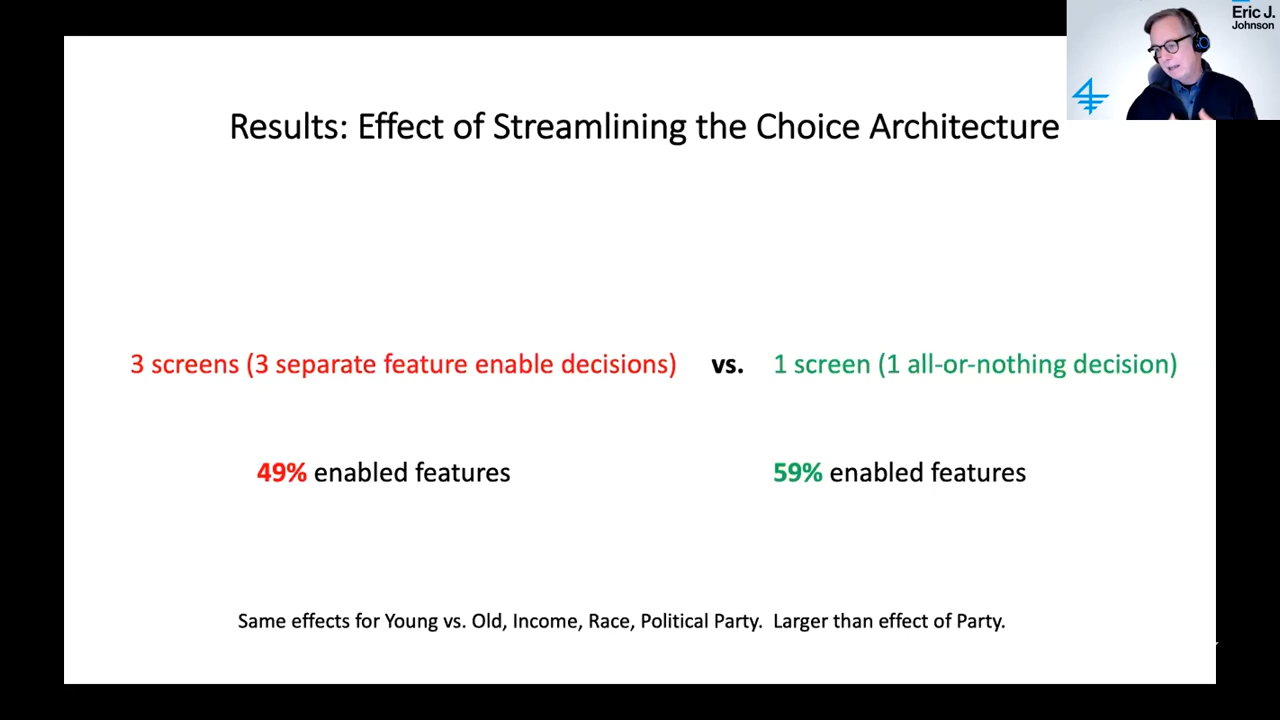 Eric J.
Johnson
Results: Effect of Streamlining the Choice Architecture
3 screens (3 separate feature enable decisions) vs. 1 screen (1 all-or-nothing decision)
49% enabled features 59% enabled features
Same effects for Young vs. Old, Income, Race, Political Party. Larger than effect of Party.